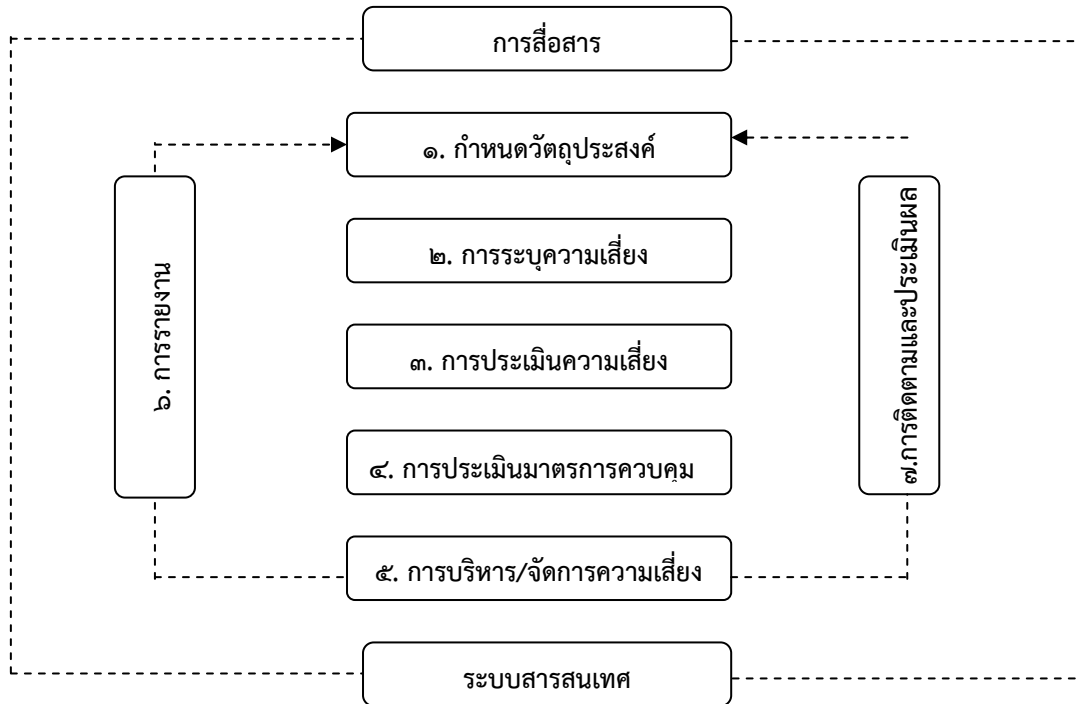 การสื่อสาร
๑. กำหนดวัตถุประสงค์
๒. การระบุความเสี่ยง
๓. การประเมินความเสี่ยง
๔. การประเมินมาตรการควบคุม
๕. การบริหาร/จัดการความเสี่ยง
๖. การรายงาน
๗.การติดตามและประเมินผล
ระบบสารสนเทศ